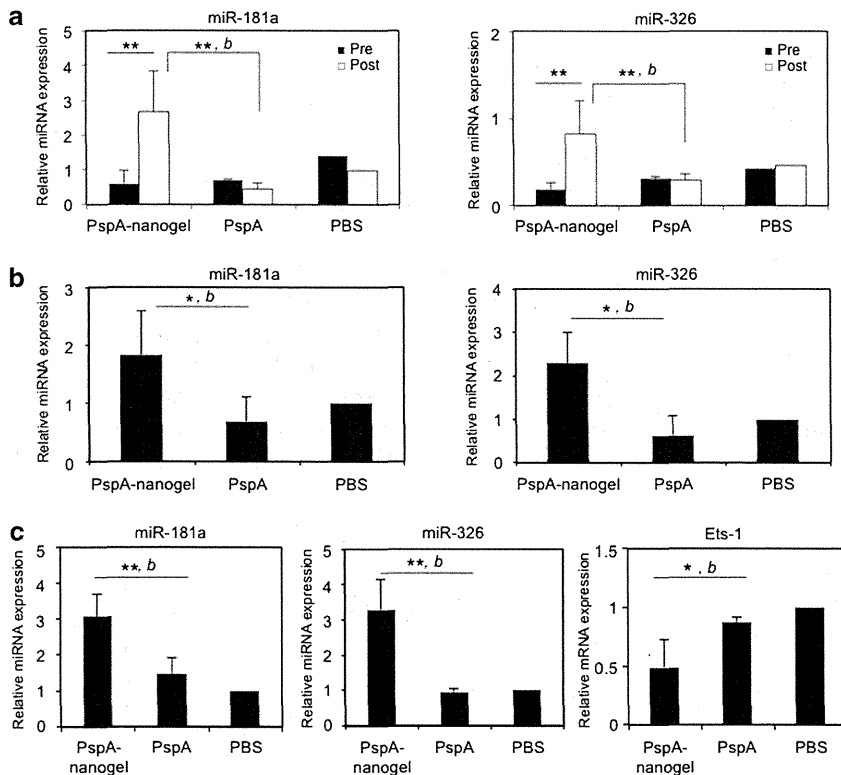 a
miR-181a
Relative miRNA expression
5
4
3
2
1
0
**
**, b
Pre
Post
PspA-nanogel
PspA
PBS
miR-326
Relative miRNA expression
2
1
0
**
**, b
Pre
Post
PspA-nanogel
PspA
PBS
b
miR-181a
Relative miRNA expression
3
2
1
0
*, b
PspA-nanogel
PspA
PBS
miR-326
Relative miRNA expression
4
3
2
1
0
*, b
PspA-nanogel
PspA
PBS
c
miR-181a
Relative miRNA expression
5
4
3
2
1
0
**, b
PspA-
nanogel
PspA
PBS
miR-326
Relative miRNA expression
5
4
3
2
1
0
**, b
PspA-
nanogel
PspA
PBS
Ets-1
Relative mRNA expression
1.5
1
0.5
0
*, b
PspA-
nanogel
PspA
PBS